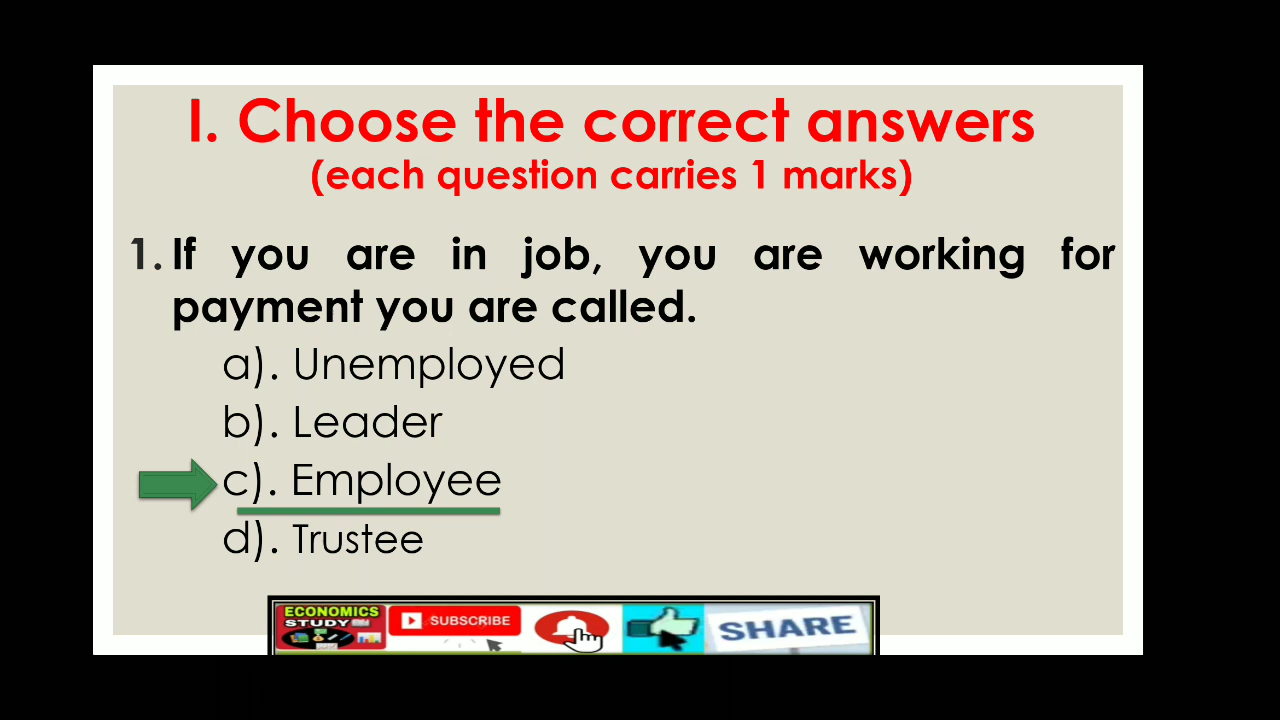 I. Choose the correct answers
(each question carries 1 marks)
1. If you are in job, you are working for
payment you are called.
a). Unemployed
b). Leader
c). Employee
d). Trustee
ECONOMICS
STUDY
SUBSCRIBE
SHARE